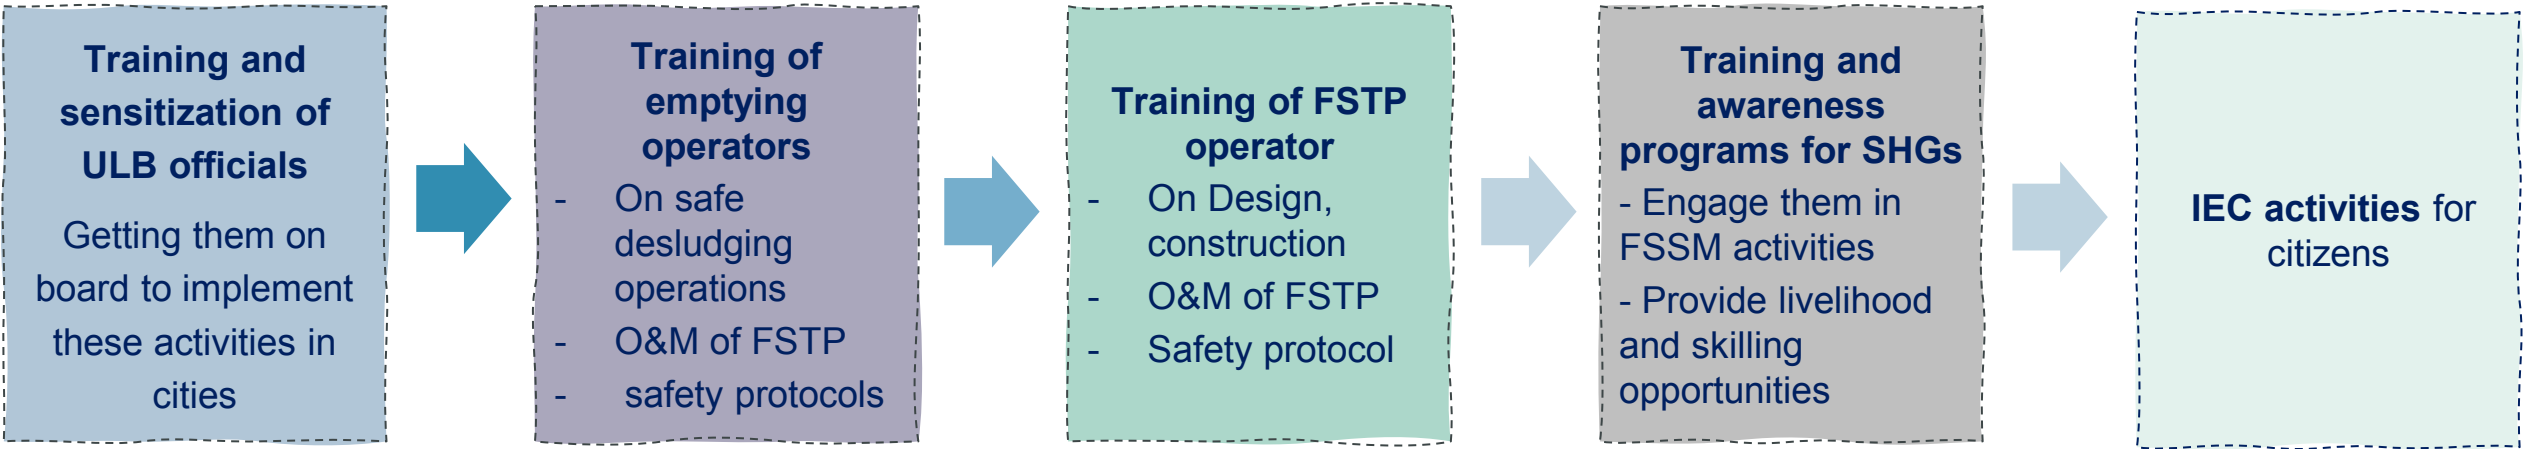 Training and
sensitization of
ULB officials
Getting them on
board to implement
these activities in
cities
Training of
emptying
operators
- On safe
desludging
operations
- O&M of FSTP
- safety protocols
Training of FSTP
operator
- On Design,
construction
- O&M of FSTP
- Safety protocol
Training and
awareness
programs for SHGs
- Engage them in
FSSM activities
- Provide livelihood
and skilling
opportunities
IEC activities for
citizens